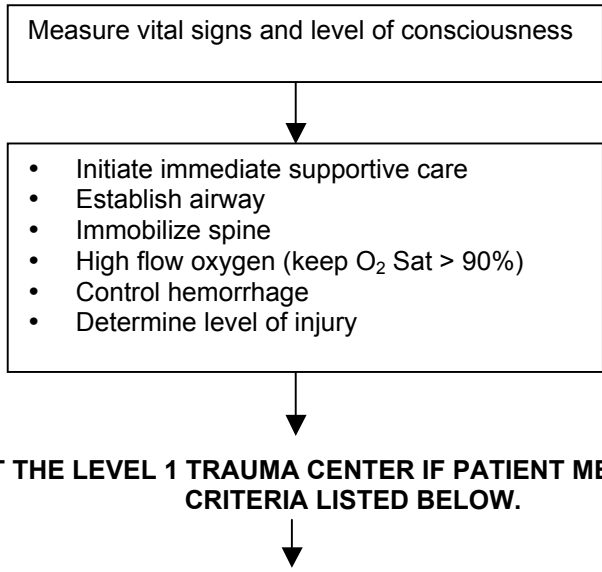 Measure vital signs and level of consciousness
• Initiate immediate supportive care
• Establish airway
• Immobilize spine
• High flow oxygen (keep O₂ Sat > 90%)
• Control hemorrhage
• Determine level of injury
T THE LEVEL 1 TRAUMA CENTER IF PATIENT ME
CRITERIA LISTED BELOW.